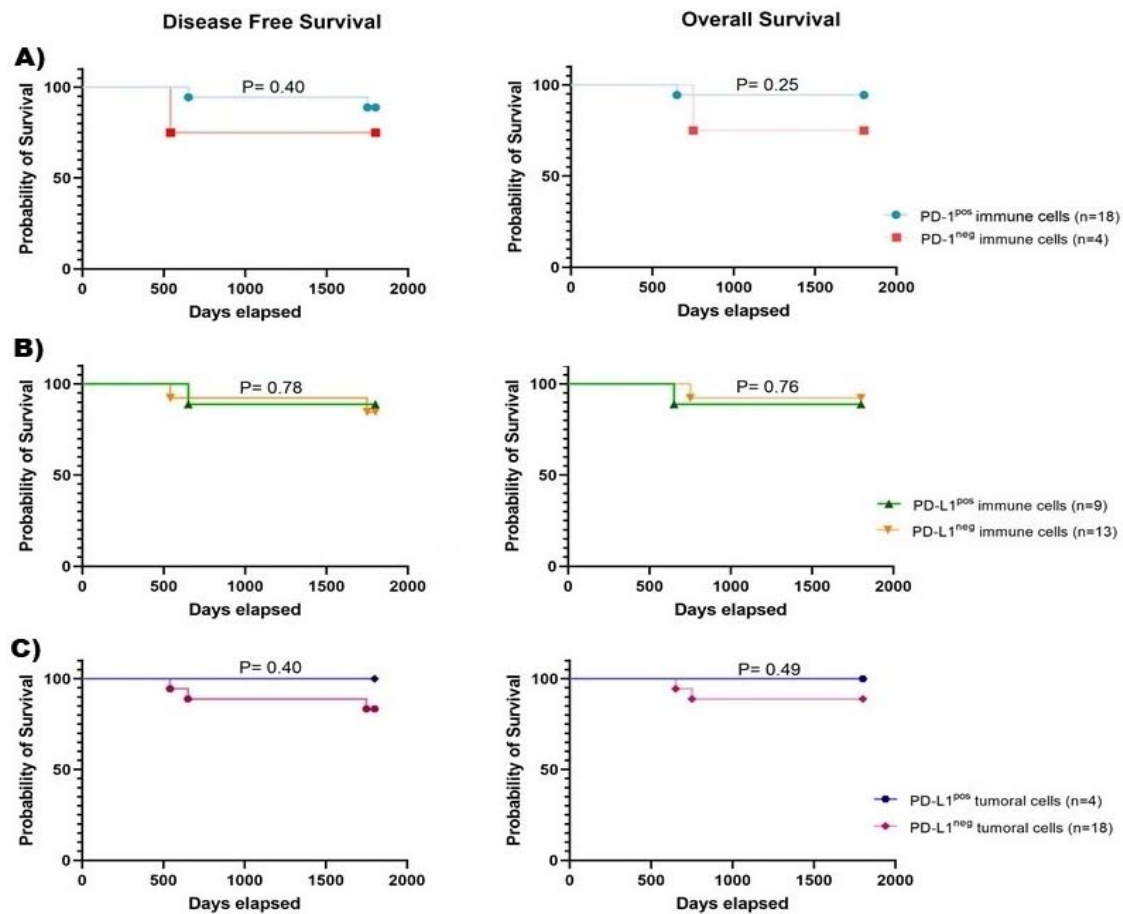 Disease Free Survival
Overall Survival
A)
Probability of Survival
100
50
0
P= 0.40
0 500 1000 1500 2000
Days elapsed
Probability of Survival
100
50
0
P= 0.25
0 500 1000 1500 2000
Days elapsed
PD-1pos immune cells (n=18)
PD-1neg immune cells (n=4)
B)
Probability of Survival
100
50
0
P= 0.78
0 500 1000 1500 2000
Days elapsed
Probability of Survival
100
50
0
P= 0.76
0 500 1000 1500 2000
Days elapsed
PD-L1pos immune cells (n=9)
PD-L1neg immune cells (n=13)
C)
Probability of Survival
100
50
0
P= 0.40
0 500 1000 1500 2000
Days elapsed
Probability of Survival
100
50
0
P= 0.49
0 500 1000 1500 2000
Days elapsed
PD-L1pos tumoral cells (n=4)
PD-L1neg tumoral cells (n=18)